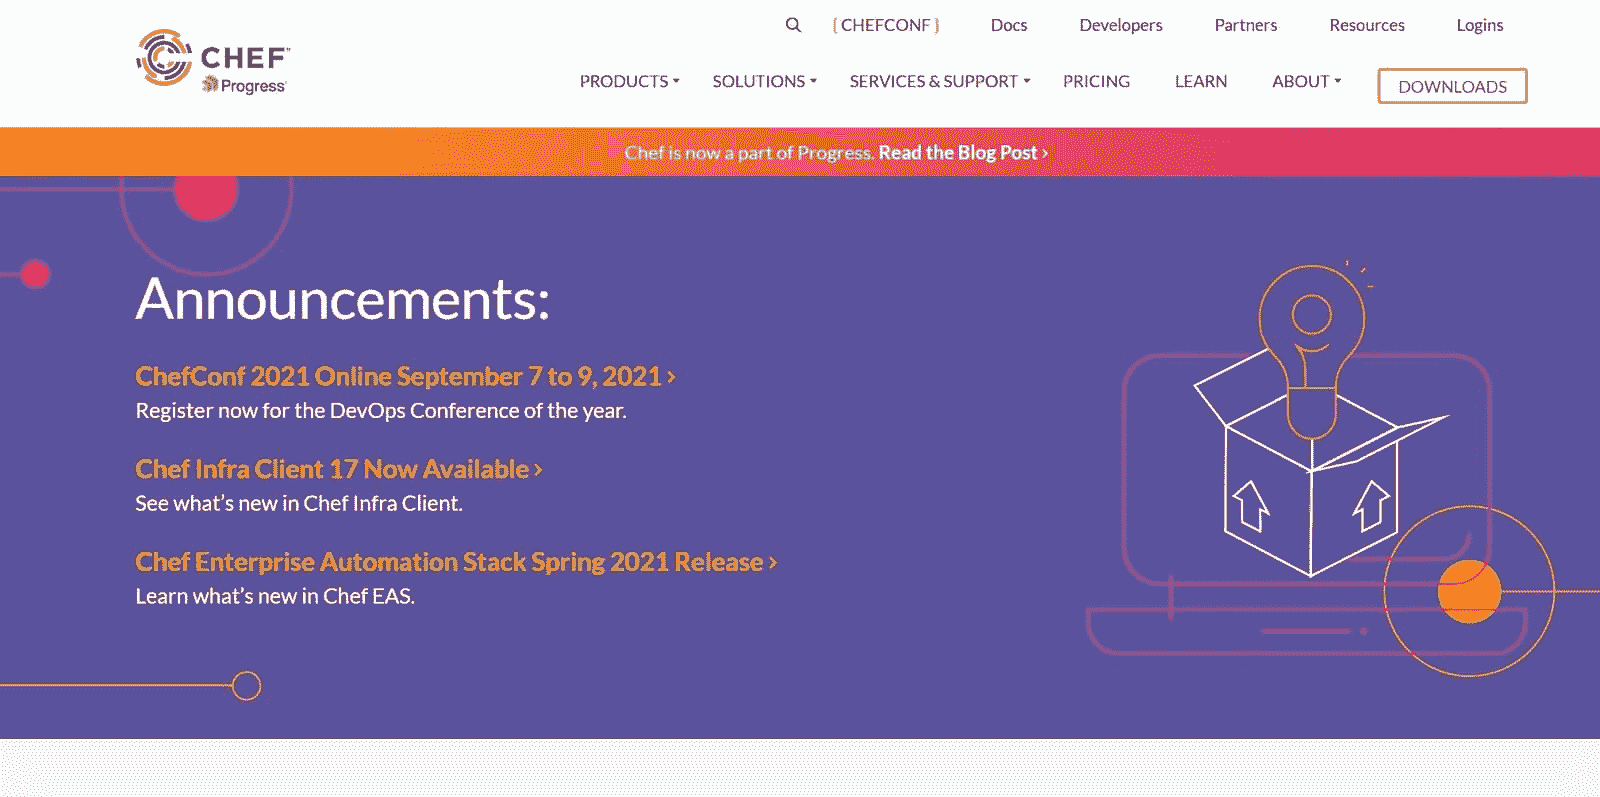 { CHEFCONF }
Docs
Developers
Partners
Resources
Logins
CHEF™
Progress®
PRODUCTS
SOLUTIONS
SERVICES & SUPPORT
PRICING
LEARN
ABOUT
DOWNLOADS
Chef is now a part of Progress. Read the Blog Post ›
Announcements:
ChefConf 2021 Online September 7 to 9, 2021 ›
Register now for the DevOps Conference of the year.
Chef Infra Client 17 Now Available ›
See what’s new in Chef Infra Client.
Chef Enterprise Automation Stack Spring 2021 Release ›
Learn what’s new in Chef EAS.